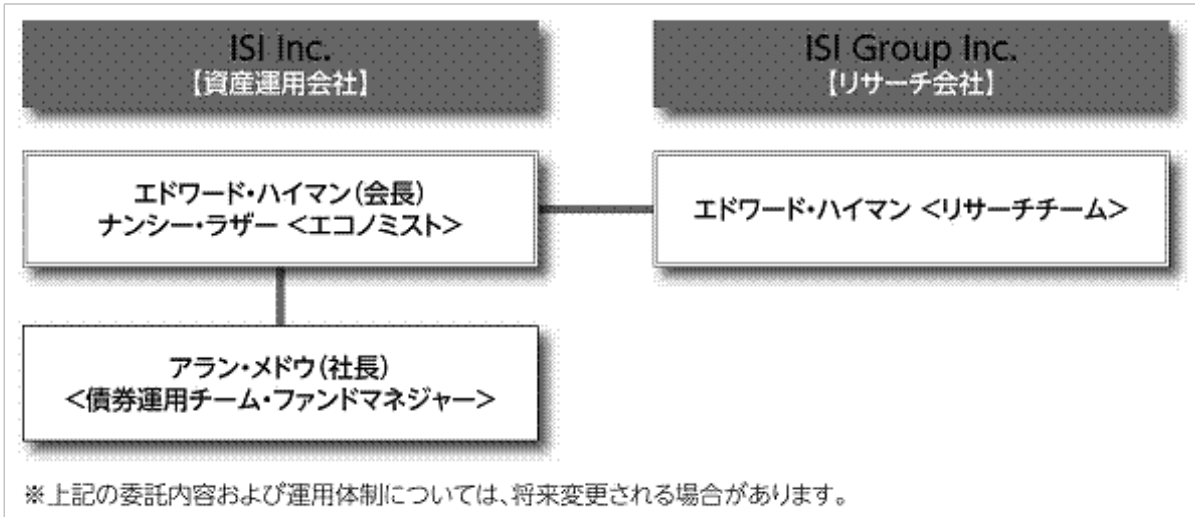 ISI Inc.
【資産運用会社】
ISI Group Inc.
【リサーチ会社】
エドワード・ハイマン(会長)
ナンシー・ラザー <エコノミスト>
エドワード・ハイマン <リサーチチーム>
アラン・メドウ(社長)
<債券運用チーム・ファンドマネジャー>
※上記の委託内容および運用体制については、将来変更される場合があります。